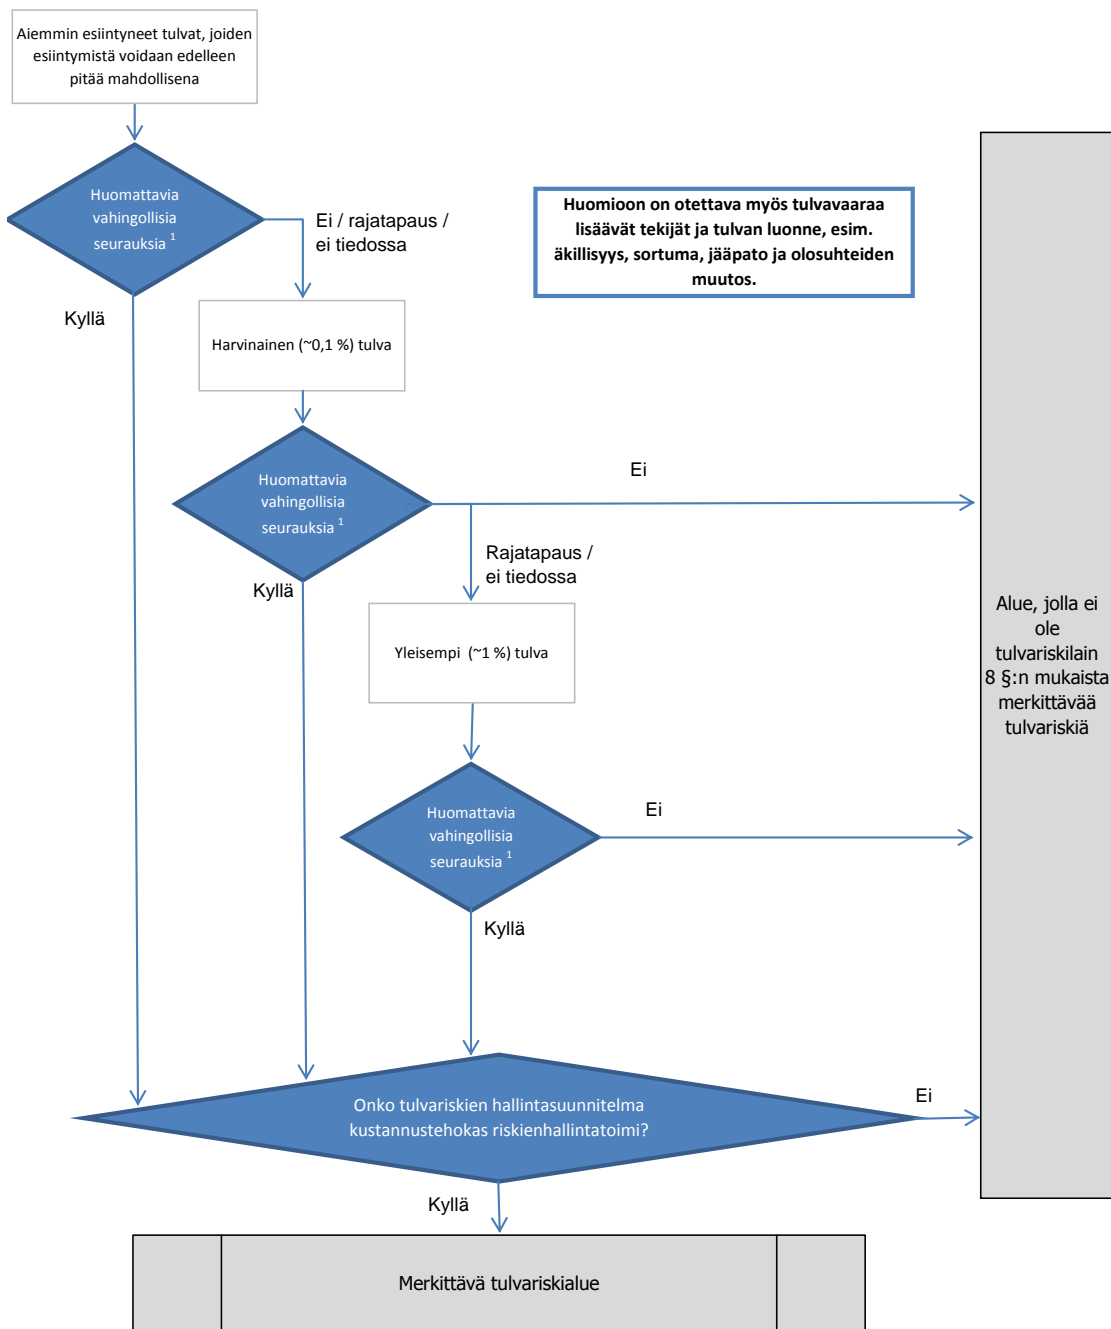 Aiemmin esiintyneet tulvat, joiden
esiintymistä voidaan edelleen
pitää mahdollisena
Huomattavia
vahingollisia
seurauksia ¹
Ei / rajatapaus /
ei tiedossa
Kyllä
Huomioon on otettava myös tulvavaaraa
lisäävät tekijät ja tulvan luonne, esim.
äkillisyys, sortuma, jääpato ja olosuhteiden
muutos.
Harvinainen (~0,1 %) tulva
Huomattavia
vahingollisia
seurauksia ¹
Ei
Kyllä
Rajatapaus /
ei tiedossa
Yleisempi (~1 %) tulva
Alue, jolla ei
ole
tulvariskilain
8 §:n mukaista
merkittävää
tulvariskiä
Huomattavia
vahingollisia
seurauksia ¹
Ei
Kyllä
Onko tulvariskien hallintasuunnitelma
kustannustehokas riskienhallintatoimi?
Ei
Kyllä
Merkittävä tulvariskialue